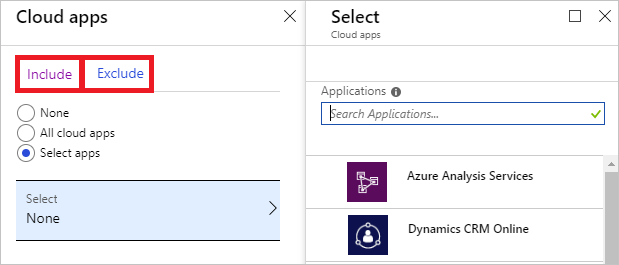 Cloud apps
Include
Exclude
None
All cloud apps
Select apps
Select
None
Select
Cloud apps
Applications
Search Applications...
Azure Analysis Services
Dynamics CRM Online